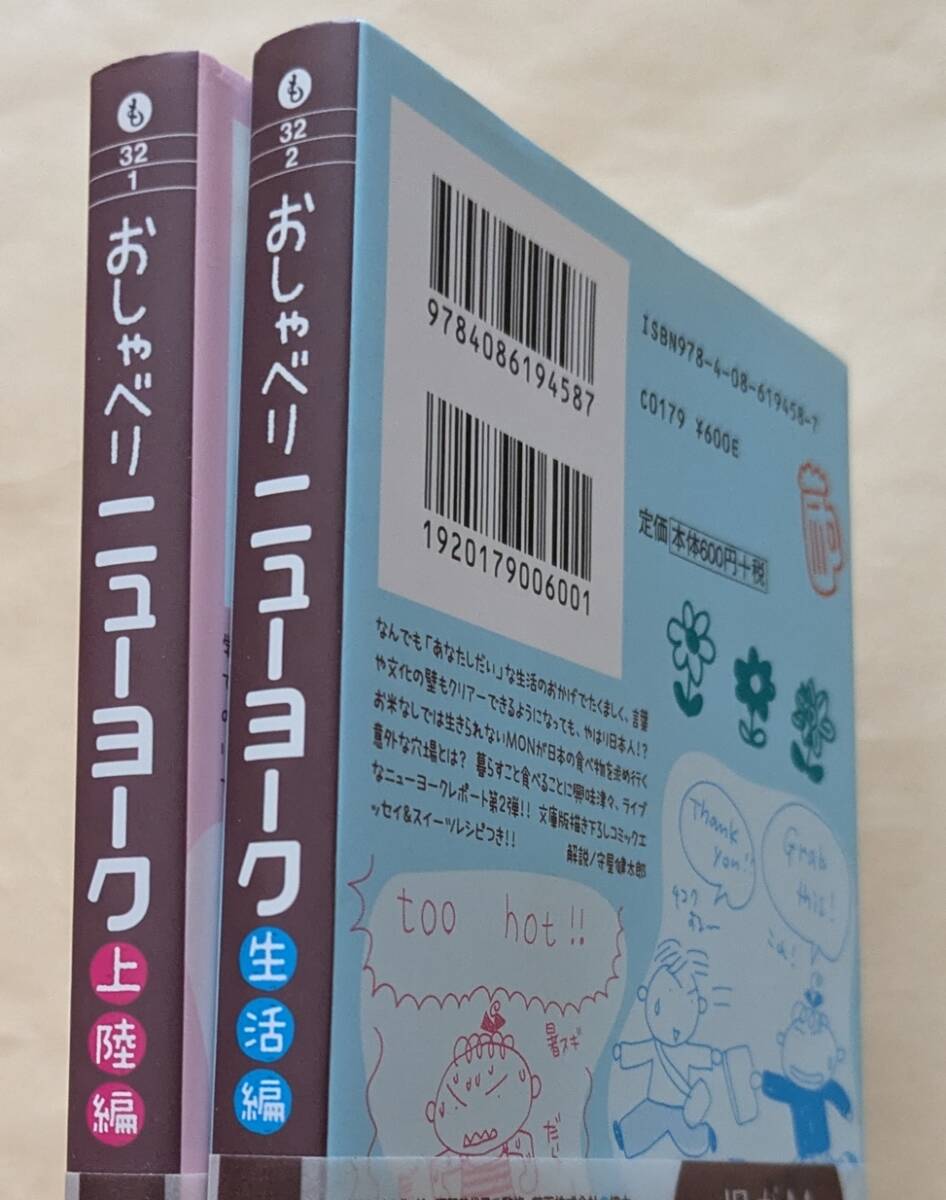 も
32
1
おしゃべりニューヨーク
上陸編
も
32
2
おしゃべりニューヨーク
生活編
9784086194587
1920179006001
ISBN978-4-08-619458-7
C0179 ¥600E
定価 本体600円+税
なんでも「あなたしだい」な生活のおかげでたくましく、言葉
や文化の壁もクリアーできるようになっても、やはり日本人!?
お米なしでは生きられないMONが日本の食べ物を求め行く
意外な穴場とは? 暮らすこと食べることに興味津々、ライブ
なニューヨークレポート第2弾!! 文庫版描き下ろしコミックエ
ッセイ&スイーツレシピつき!!
解説/守屋健太郎
too hot!!
暑スギ
Thank you!
Grab this!
これ!